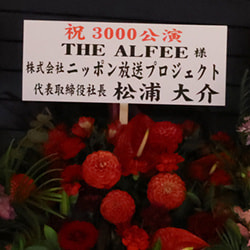 祝3000公演
THE ALFEE 様
株式会社ニッポン放送プロジェクト
代表取締役社長 松浦 大介